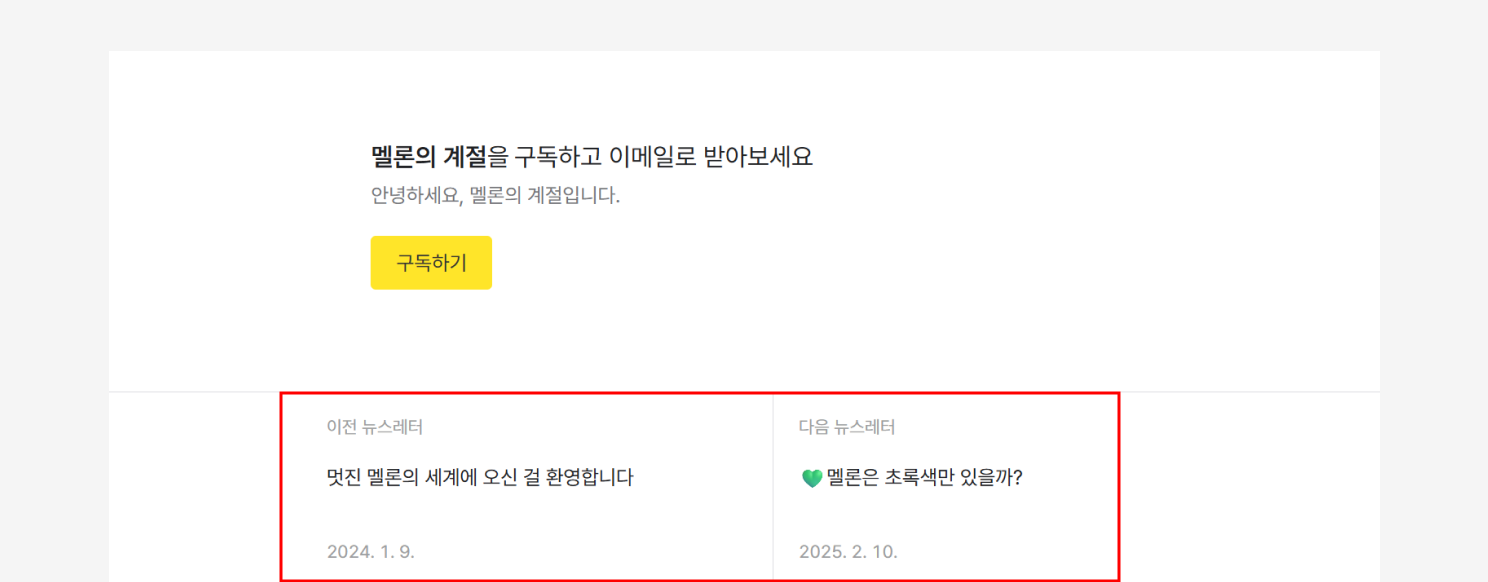 멜론의 계절을 구독하고 이메일로 받아보세요
안녕하세요, 멜론의 계절입니다.
구독하기
이전 뉴스레터
멋진 멜론의 세계에 오신 걸 환영합니다
2024. 1. 9.
다음 뉴스레터
💚멜론은 초록색만 있을까?
2025. 2. 10.